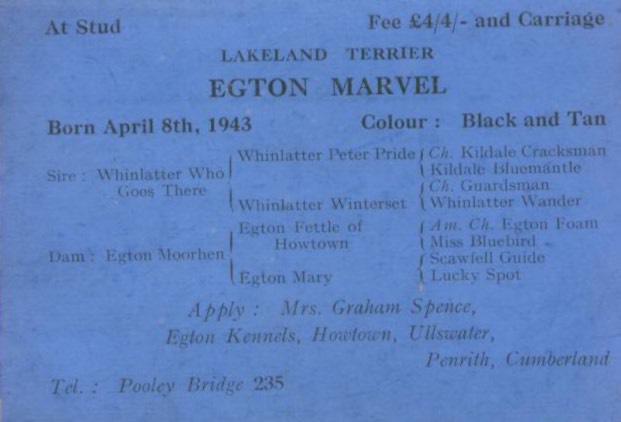 At Stud Fee £4/4/- and Carriage
LAKELAND TERRIER
EGTON MARVEL
Born April 8th, 1943 Colour : Black and Tan
Whinlatter Peter Pride Ch. Kildale Cracksman
Sire : Whinlatter Who Kildale Bluemantle
Goes There Ch. Guardsman
Whinlatter Winterset Whinlatter Wander
Egton Fettle of Am. Ch. Egton Foam
Howtown Miss Bluebird
Dam : Egton Moorhen Scawfell Guide
Egton Mary Lucky Spot
Apply : Mrs. Graham Spence,
Egton Kennels, Howtown, Ullswater,
Penrith, Cumberland
Tel. : Pooley Bridge 235